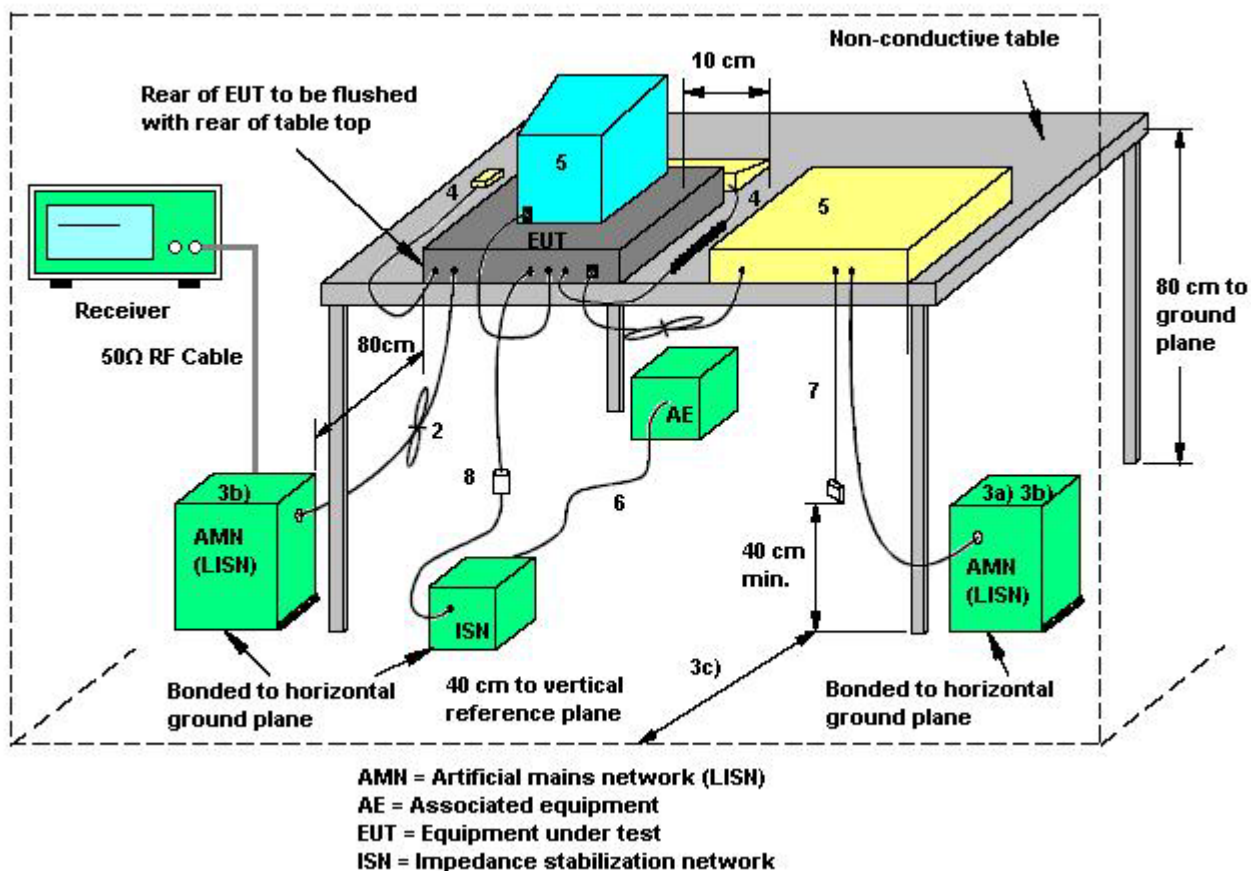 Non-conductive table
10 cm
Rear of EUT to be flushed
with rear of table top
5
4
4
5
EUT
Receiver
50Ω RF Cable
80cm
80 cm to
ground
plane
AE
7
2
8
6
3b)
AMN
(LISN)
3a) 3b)
AMN
(LISN)
40 cm
min.
ISN
3c)
Bonded to horizontal
ground plane
40 cm to vertical
reference plane
Bonded to horizontal
ground plane
AMN = Artificial mains network (LISN)
AE = Associated equipment
EUT = Equipment under test
ISN = Impedance stabilization network